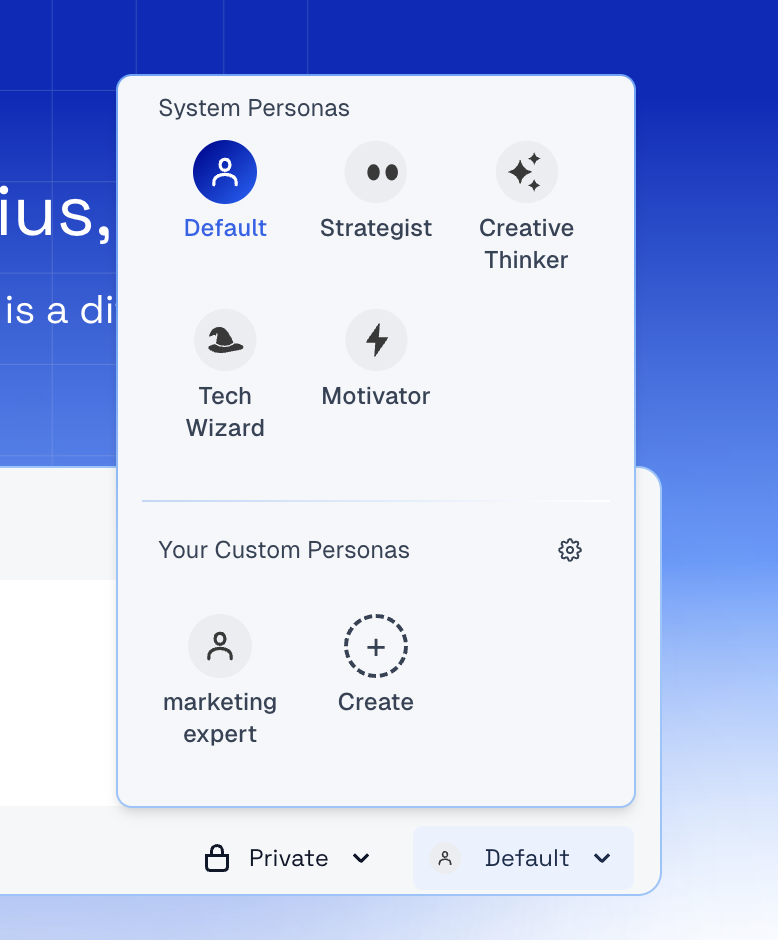 System Personas
ius,
Default
Strategist
Creative
Thinker
is a di
Tech
Wizard
Motivator
Your Custom Personas
marketing
expert
Create
Private
Default